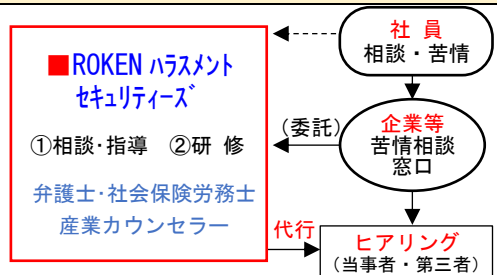 ■ROKEN ハラスメント
セキュリティーズ
①相談・指導 ②研 修
弁護士・社会保険労務士
産業カウンセラー
社 員
相談・苦情
(委託)
企業等
苦情相談
窓口
代行
ヒアリング
(当事者・第三者)